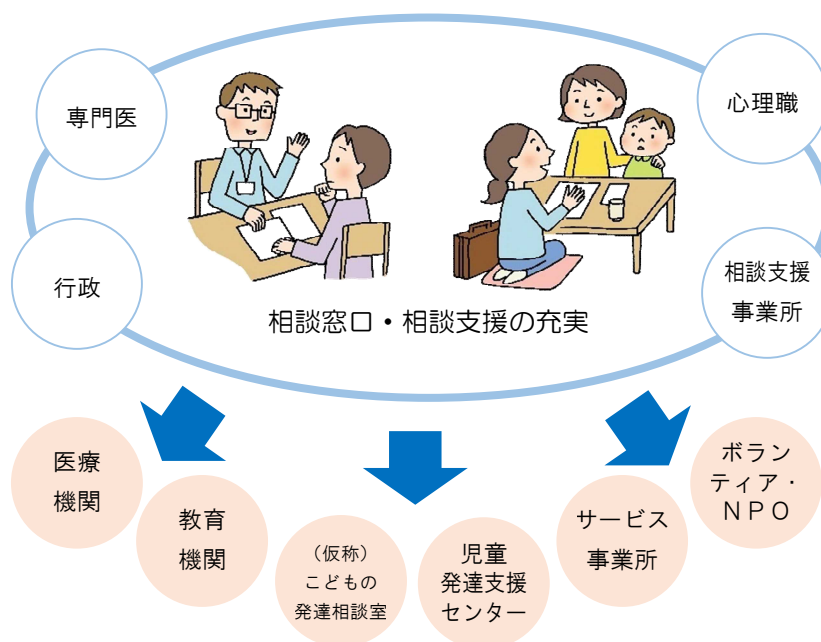 専門医
心理職
行政
相談支援
事業所
相談窓口・相談支援の充実
医療
機関
教育
機関
（仮称）
こどもの
発達相談室
児童
発達支援
センター
サービス
事業所
ボラン
ティア・
ＮＰＯ